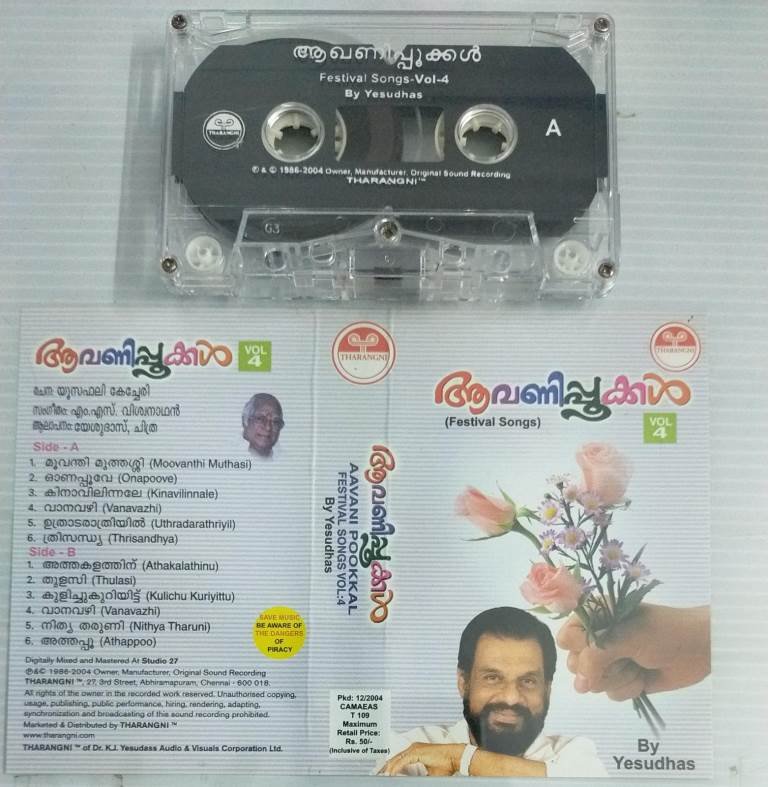 ആവണിപ്പൂക്കൾ
Festival Songs-Vol-4
By Yesudhas
THARANGNI
A
℗ & © 1986-2004 Owner, Manufacturer, Original Sound Recording
THARANGNI™
G3
ആവണിപ്പൂക്കൾ VOL 4
രചന: യൂസഫലി കേച്ചേരി
സംഗീതം: എം.എസ്. വിശ്വനാഥൻ
ആലാപനം: യേശുദാസ്, ചിത്ര
Side - A
1. മൂവന്തി മുത്തശ്ശി (Moovanthi Muthasi)
2. ഓണപ്പൂവേ (Onapoove)
3. കിനാവിലിന്നലേ (Kinavilinnale)
4. വാനവഴി (Vanavazhi)
5. ഉത്രാടരാത്രിയിൽ (Uthradarathriyil)
6. ത്രിസന്ധ്യ (Thrisandhya)
Side - B
1. അത്തകളത്തിന് (Athakalathinu)
2. തുളസി (Thulasi)
3. കുളിച്ചുകുറിയിട്ട് (Kulichu Kuriyittu)
4. വാനവഴി (Vanavazhi)
5. നിത്യ തരുണി (Nithya Tharuni)
6. അത്തപ്പൂ (Athappoo)
SAVE MUSIC
BE AWARE OF
THE DANGERS
OF
PIRACY
Digitally Mixed and Mastered At Studio 27
℗&© 1986-2004 Owner, Manufacturer, Original Sound Recording
THARANGNI ™, 27, 3rd Street, Abhiramapuram, Chennai - 600 018.
All rights of the owner in the recorded work reserved. Unauthorised copying,
usage, publishing, public performance, hiring, rendering, adapting,
synchronization and broadcasting of this sound recording prohibited.
Marketed & Distributed by THARANGNI ™
www.tharangni.com
THARANGNI ™ of Dr. K.J. Yesudass Audio & Visuals Corporation Ltd.
THARANGNI
ആവണിപ്പൂക്കൾ
AAVANI POOKKAL
FESTIVAL SONGS VOL:4
By Yesudhas
Pkd: 12/2004
CAMAEAS
T 109
Maximum
Retail Price:
Rs. 50/-
(Inclusive of Taxes)
THARANGNI
ആവണിപ്പൂക്കൾ
(Festival Songs)
VOL 4
By
Yesudhas